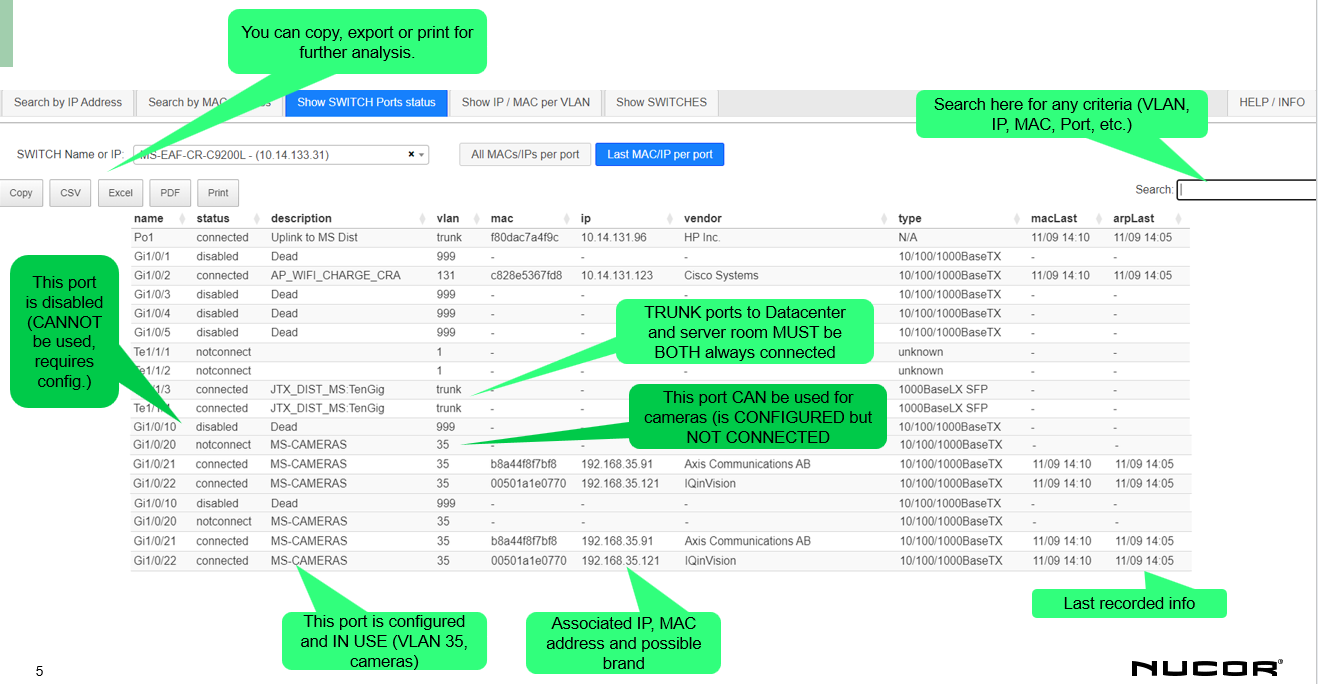 You can copy, export or print for
further analysis.
Search by IP Address
Search by MAC
Show SWITCH Ports status
Show IP / MAC per VLAN
Show SWITCHES
HELP / INFO
Search here for any criteria (VLAN,
IP, MAC, Port, etc.)
SWITCH Name or IP: MS-EAF-CR-C9200L - (10.14.133.31) ×
All MACs/IPs per port
Last MAC/IP per port
Copy CSV Excel PDF Print
Search:
name status description vlan mac ip vendor type macLast arpLast
Po1 connected Uplink to MS Dist trunk f80dac7a4f9c 10.14.131.96 HP Inc. N/A 11/09 14:10 11/09 14:05
Gi1/0/1 disabled Dead 999 - - - 10/100/1000BaseTX - -
Gi1/0/2 connected AP_WIFI_CHARGE_CRA 131 c828e5367fd8 10.14.131.123 Cisco Systems 10/100/1000BaseTX 11/09 14:10 11/09 14:05
Gi1/0/3 disabled Dead 999 - - - 10/100/1000BaseTX - -
Gi1/0/4 disabled Dead 999 - - 10/100/1000BaseTX - -
Gi1/0/5 disabled Dead 999 - - 10/100/1000BaseTX - -
Te1/1/1 notconnect 1 - - unknown - -
Te1/1/2 notconnect 1 - - unknown - -
1/3 connected JTX_DIST_MS:TenGig trunk - - 1000BaseLX SFP - -
Te1/1/ connected JTX_DIST_MS:TenGig trunk - - 1000BaseLX SFP - -
Gi1/0/10 disabled Dead 999 - - 10/100/1000BaseTX - -
Gi1/0/20 notconnect MS-CAMERAS 35 - - 10/100/1000BaseTX - -
Gi1/0/21 connected MS-CAMERAS 35 b8a44f8f7bf8 192.168.35.91 Axis Communications AB 10/100/1000BaseTX 11/09 14:10 11/09 14:05
Gi1/0/22 connected MS-CAMERAS 35 00501a1e0770 192.168.35.121 IQinVision 10/100/1000BaseTX 11/09 14:10 11/09 14:05
Gi1/0/10 disabled Dead 999 - - - 10/100/1000BaseTX - -
Gi1/0/20 notconnect MS-CAMERAS 35 - - - 10/100/1000BaseTX - -
Gi1/0/21 connected MS-CAMERAS 35 b8a44f8f7bf8 192.168.35.91 Axis Communications AB 10/100/1000BaseTX 11/09 14:10 11/09 14:05
Gi1/0/22 connected MS-CAMERAS 35 00501a1e0770 192.168.35.121 IQinVision 10/100/1000BaseTX 11/09 14:10 11/09 14:05
This port
is disabled
(CANNOT
be used,
requires
config.)
TRUNK ports to Datacenter
and server room MUST be
BOTH always connected
This port CAN be used for
cameras (is CONFIGURED but
NOT CONNECTED
This port is configured
and IN USE (VLAN 35,
cameras)
Associated IP, MAC
address and possible
brand
Last recorded info
5
NUCOR®